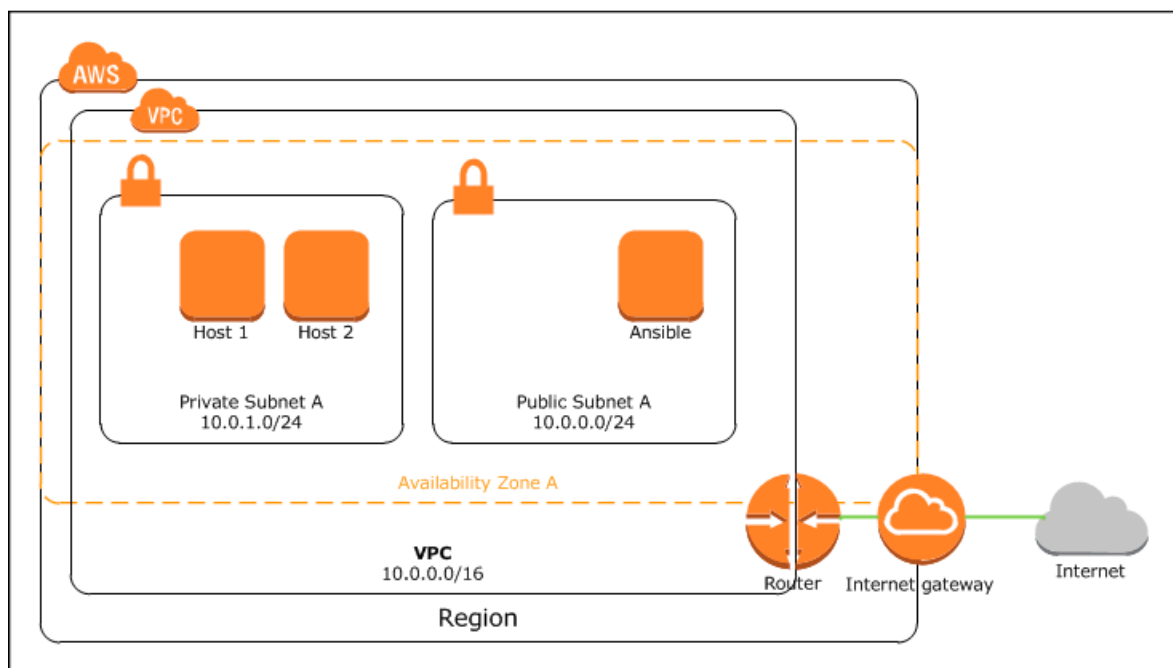 AWS
VPC
Host 1
Host 2
Ansible
Private Subnet A
10.0.1.0/24
Public Subnet A
10.0.0.0/24
Availability Zone A
VPC
10.0.0.0/16
Router
Internet gateway
Internet
Region